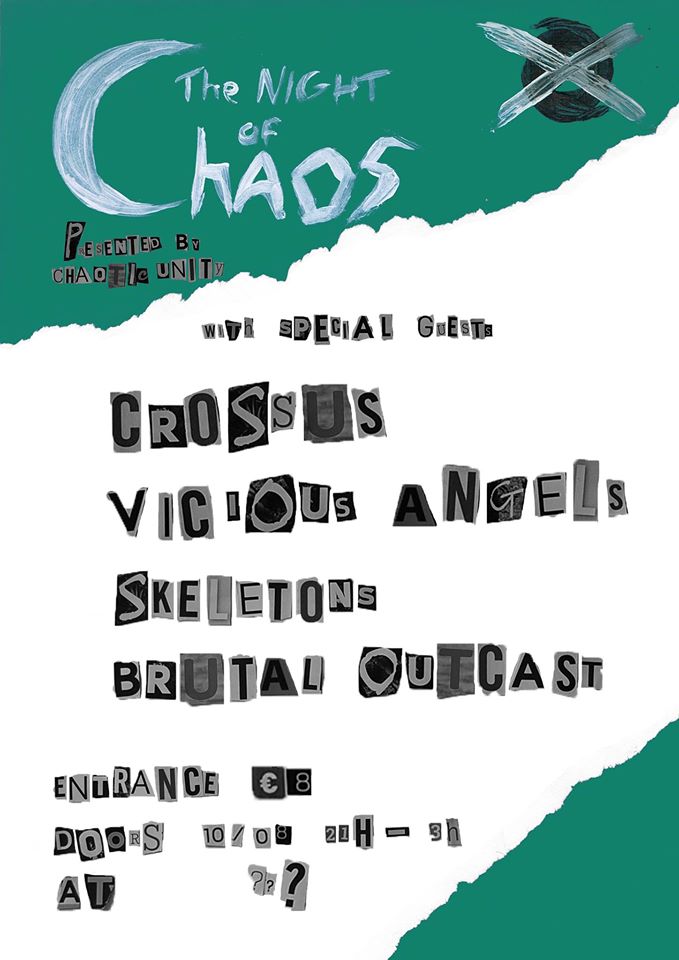 The NIGHT
OF
ChAOS
PRESENTED BY
CHAOTIC UNITY
WITH SPECIAL GUESTS
CROSSUS
VICIOUS ANGELS
SKELETONS
BRUTAL OUTCAST
ENTRANCE €8
DOORS 10/08 21H - 3h
AT ???